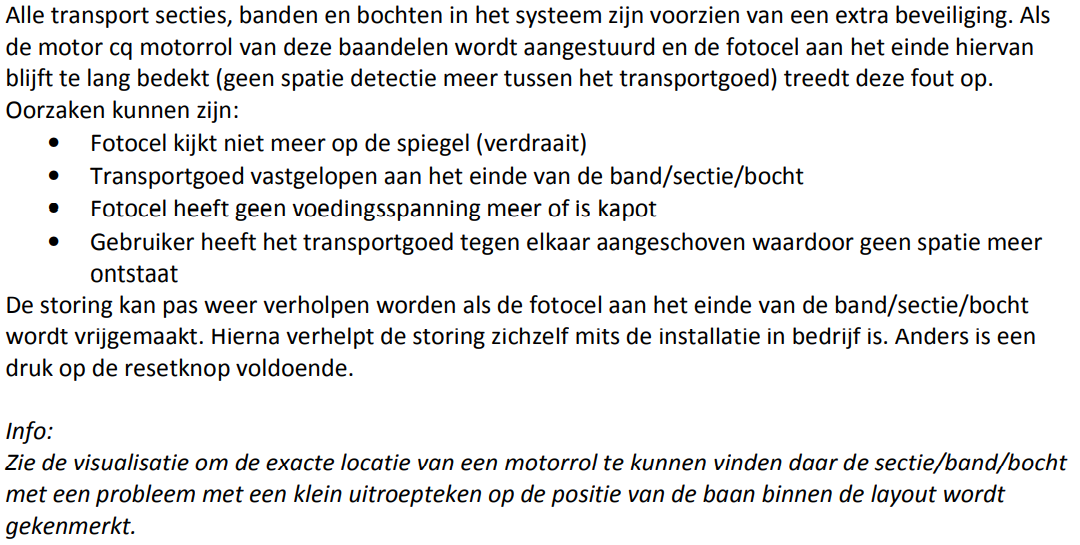 Alle transport secties, banden en bochten in het systeem zijn voorzien van een extra beveiliging. Als
de motor cq motorrol van deze baandelen wordt aangestuurd en de fotocel aan het einde hiervan
blijft te lang bedekt (geen spatie detectie meer tussen het transportgoed) treedt deze fout op.
Oorzaken kunnen zijn:
• Fotocel kijkt niet meer op de spiegel (verdraait)
• Transportgoed vastgelopen aan het einde van de band/sectie/bocht
• Fotocel heeft geen voedingsspanning meer of is kapot
• Gebruiker heeft het transportgoed tegen elkaar aangeschoven waardoor geen spatie meer
ontstaat
De storing kan pas weer verholpen worden als de fotocel aan het einde van de band/sectie/bocht
wordt vrijgemaakt. Hierna verhelpt de storing zichzelf mits de installatie in bedrijf is. Anders is een
druk op de resetknop voldoende.
Info:
Zie de visualisatie om de exacte locatie van een motorrol te kunnen vinden daar de sectie/band/bocht
met een probleem met een klein uitroepteken op de positie van de baan binnen de layout wordt
gekenmerkt.